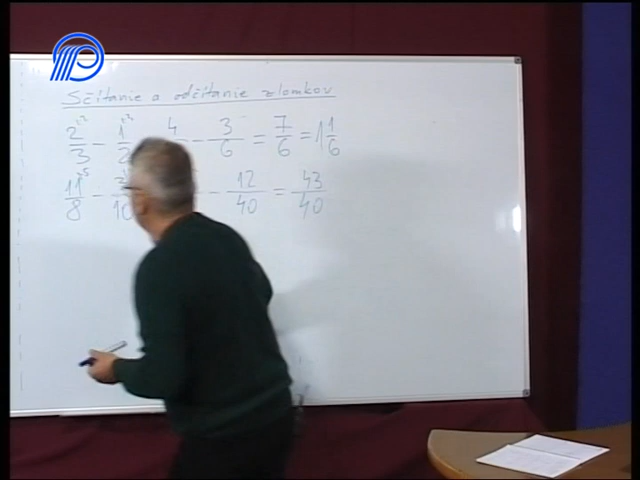 Sčítanie a odčítanie zlomkov
2/3 - 1/2 4 - 3/6 = 7/6 = 1 1/6
11/8 - 10 - 12/40 = 43/40